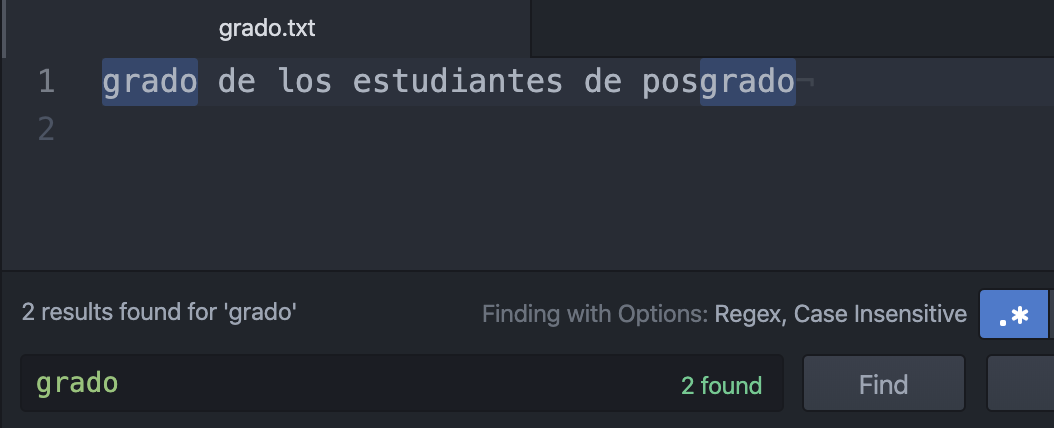 grado.txt
1 grado de los estudiantes de posgrado¬
2
2 results found for 'grado'
Finding with Options: Regex, Case Insensitive
.*
grado
2 found
Find